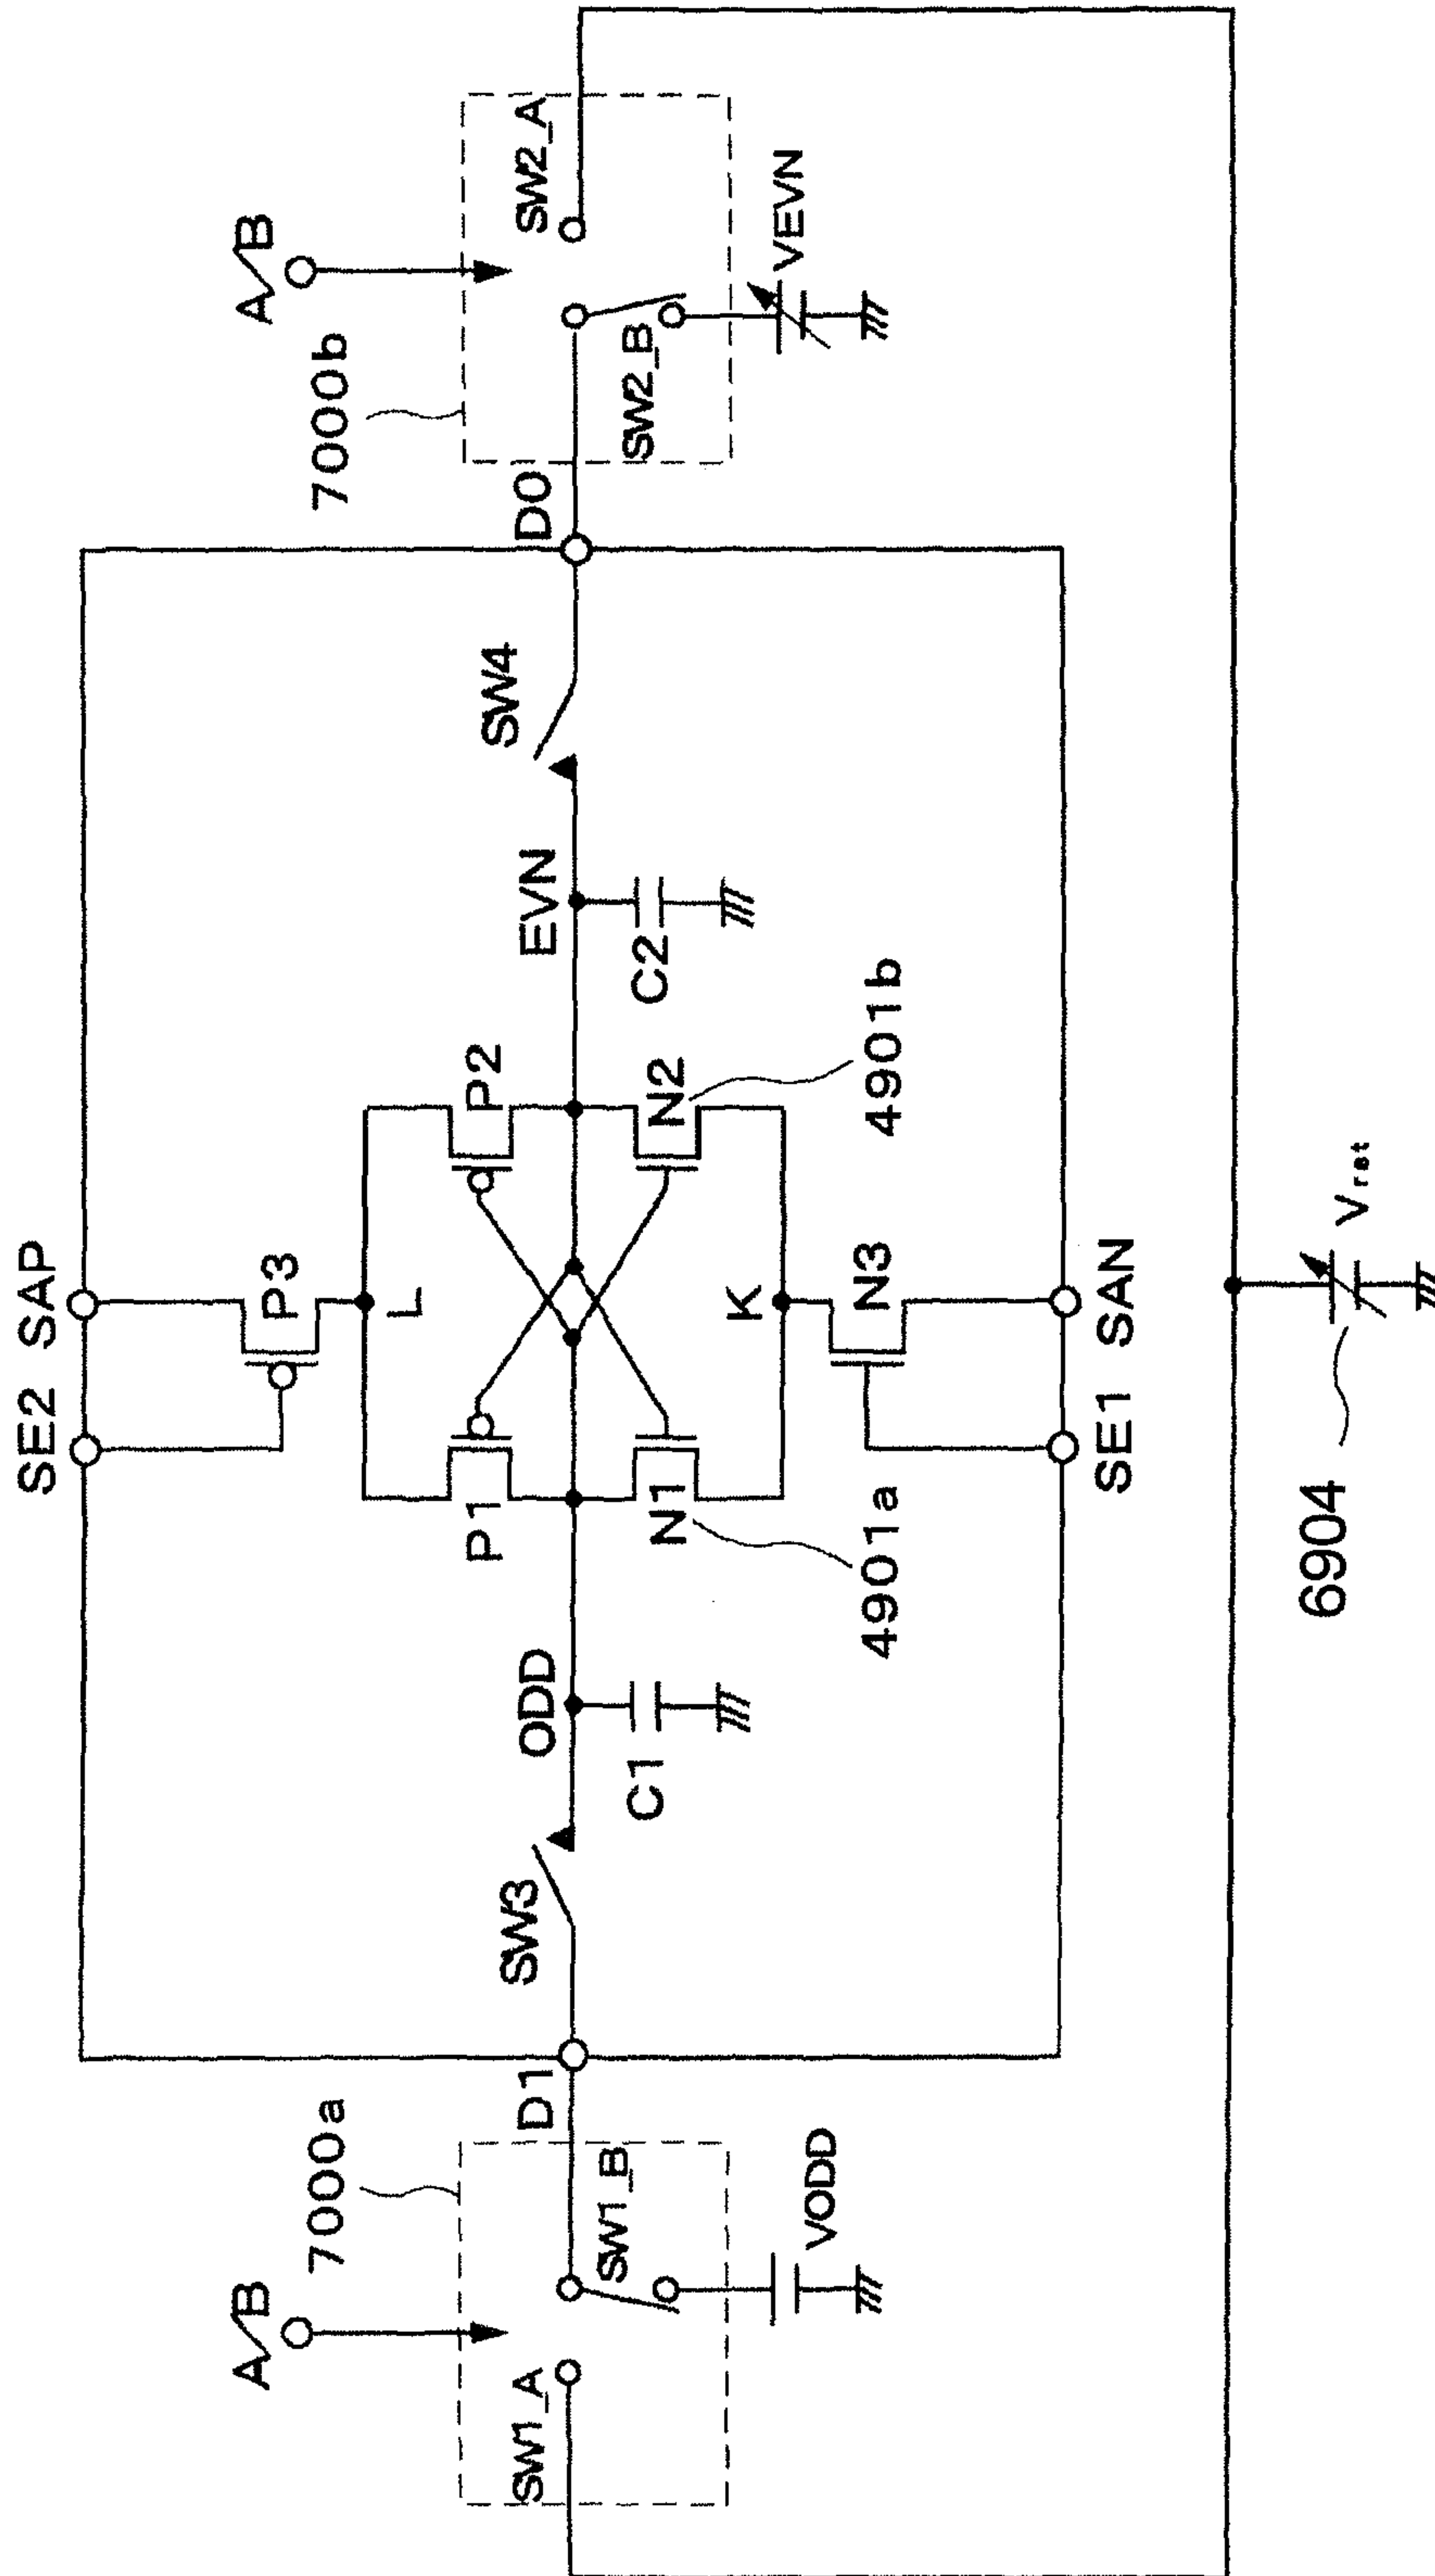 SE2 SAP
A/B
7000a
SW1_A
SW1_B
VODD
D1
SW3
ODD
C1
P3
L
P1
P2
N1
N2
4901a
4901b
K
N3
SE1 SAN
EVN
C2
SW4
D0
A/B
7000b
SW2_A
SW2_B
VEVN
6904
Vrst